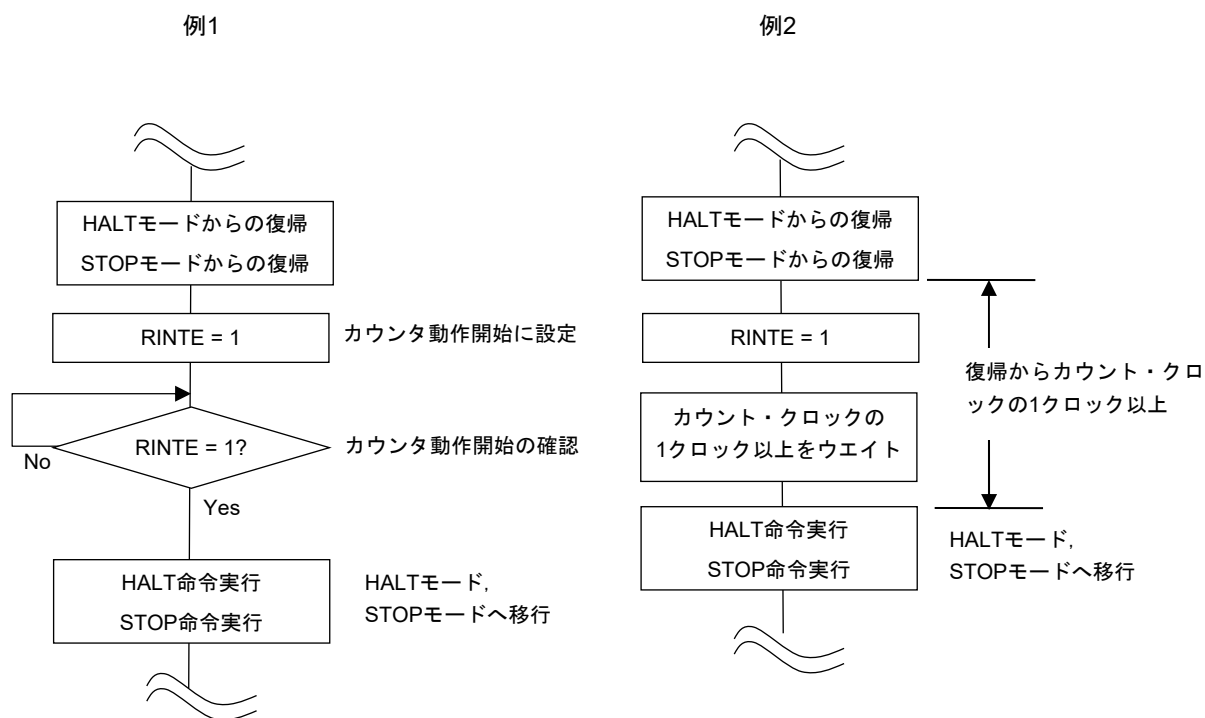 例1
HALTモードからの復帰
STOPモードからの復帰
RINTE = 1
カウンタ動作開始に設定
RINTE = 1?
カウンタ動作開始の確認
No
Yes
HALT命令実行
STOP命令実行
HALTモード,
STOPモードへ移行
例2
HALTモードからの復帰
STOPモードからの復帰
RINTE = 1
カウント・クロックの
1クロック以上をウエイト
復帰からカウント・クロ
ックの1クロック以上
HALT命令実行
STOP命令実行
HALTモード,
STOPモードへ移行